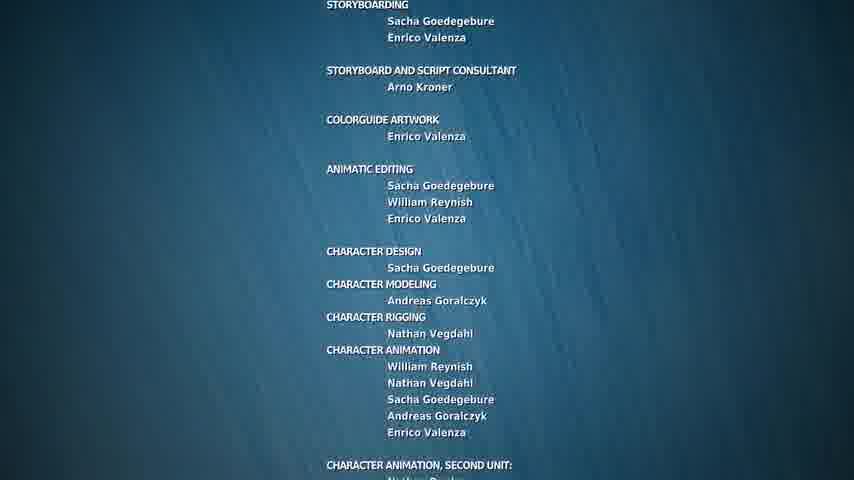 STORYBOARDING
Sacha Goedegebure
Enrico Valenza
STORYBOARD AND SCRIPT CONSULTANT
Arno Kroner
COLORGUIDE ARTWORK
Enrico Valenza
ANIMATIC EDITING
Sacha Goedegebure
William Reynish
Enrico Valenza
CHARACTER DESIGN
Sacha Goedegebure
CHARACTER MODELING
Andreas Goralczyk
CHARACTER RIGGING
Nathan Vegdahl
CHARACTER ANIMATION
William Reynish
Nathan Vegdahl
Sacha Goedegebure
Andreas Goralczyk
Enrico Valenza
CHARACTER ANIMATION, SECOND UNIT: